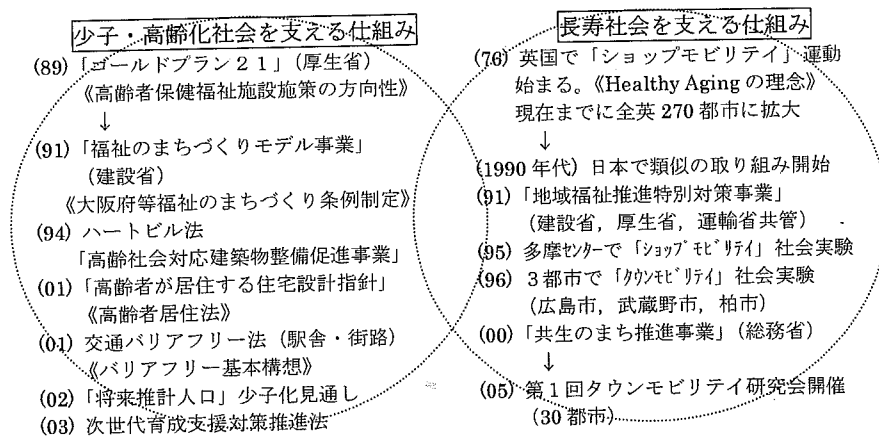 少子・高齢化社会を支える仕組み
(89)「ゴールドプラン２１」(厚生省)
《高齢者保健福祉施設施策の方向性》
↓
(91)「福祉のまちづくりモデル事業」
(建設省)
《大阪府等福祉のまちづくり条例制定》
(94) ハートビル法
「高齢社会対応建築物整備促進事業」
(01)「高齢者が居住する住宅設計指針」
《高齢者居住法》
(01) 交通バリアフリー法（駅舎・街路）
《バリアフリー基本構想》
(02)「将来推計人口」少子化見通し
(03) 次世代育成支援対策推進法
長寿社会を支える仕組み
(76) 英国で「ショップモビリティ」運動
始まる。《Healthy Aging の理念》
現在までに全英 270 都市に拡大
↓
(1990 年代) 日本で類似の取り組み開始
(91)「地域福祉推進特別対策事業」
(建設省，厚生省，運輸省共管)
(95) 多摩ｾﾝﾀｰで「ｼｮｯﾌﾟﾓﾋﾞﾘﾃｨ」社会実験
(96) ３都市で「ﾀｳﾝﾓﾋﾞﾘﾃｨ」社会実験
(広島市，武蔵野市，柏市)
(00)「共生のまち推進事業」(総務省)
↓
(05) 第１回タウンモビリテイ研究会開催
(30 都市)